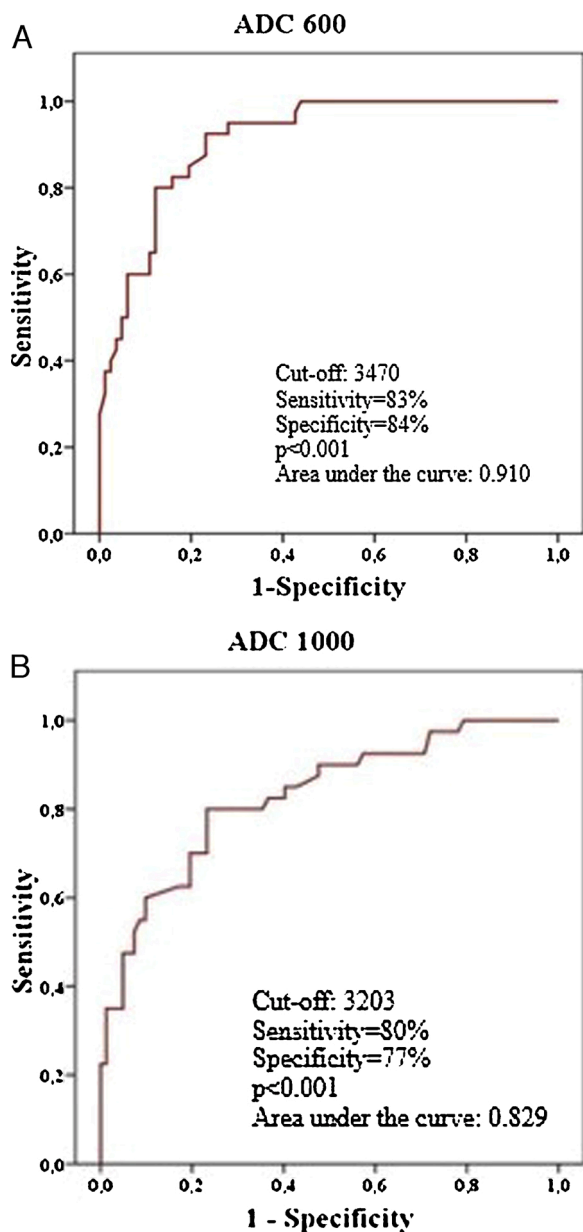 A
ADC 600
1,0
0,8
0,6
0,4
0,2
0,0
Sensitivity
Cut-off: 3470
Sensitivity=83%
Specificity=84%
p<0.001
Area under the curve: 0.910
0,0 0,2 0,4 0,6 0,8 1,0
1-Specificity
B
ADC 1000
1,0
0,8
0,6
0,4
0,2
0,0
Sensitivity
Cut-off: 3203
Sensitivity=80%
Specificity=77%
p<0.001
Area under the curve: 0.829
0,0 0,2 0,4 0,6 0,8 1,0
1 - Specificity